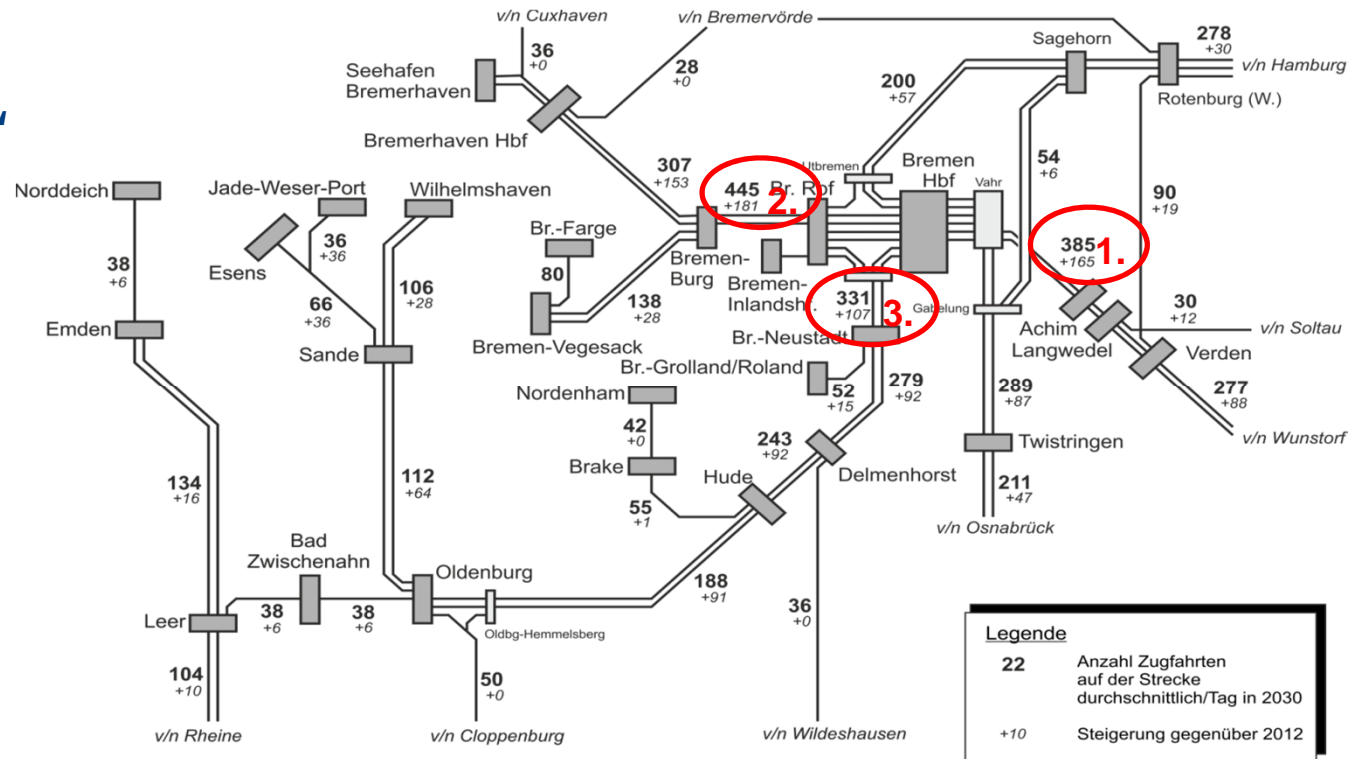 v/n Cuxhaven
v/n Bremervörde
36
+0
28
+0
Seehafen
Bremerhaven
Bremerhaven Hbf
Sagehorn
278
+30
v/n Hamburg
Rotenburg (W.)
200
+57
307
+153
445
+181
2.
Utbremen
Br. Rbf
Bremen
Hbf
Vahr
54
+6
90
+19
Norddeich
Jade-Weser-Port
Wilhelmshaven
Br.-Farge
36
+36
Esens
38
+6
66
+36
106
+28
80
Bremen-
Burg
138
+28
Bremen-
Inlandsh.
385
+165
1.
331
+107
3.
Gabelung
Achim
Langwedel
30
+12
v/n Soltau
Emden
Sande
Bremen-Vegesack
Br.-Neustadt
Br.-Grolland/Roland
Verden
277
+88
v/n Wunstorf
Nordenham
52
+15
279
+92
289
+87
42
+0
243
+92
Twistringen
Brake
Hude
Delmenhorst
134
+16
112
+64
55
+1
211
+47
v/n Osnabrück
Bad
Zwischenahn
Oldenburg
188
+91
36
+0
Leer
38
+6
38
+6
Oldbg-Hemmelsberg
104
+10
50
+0
v/n Rheine
v/n Cloppenburg
v/n Wildeshausen
Legende
22 Anzahl Zugfahrten
auf der Strecke
durchschnittlich/Tag in 2030
+10 Steigerung gegenüber 2012